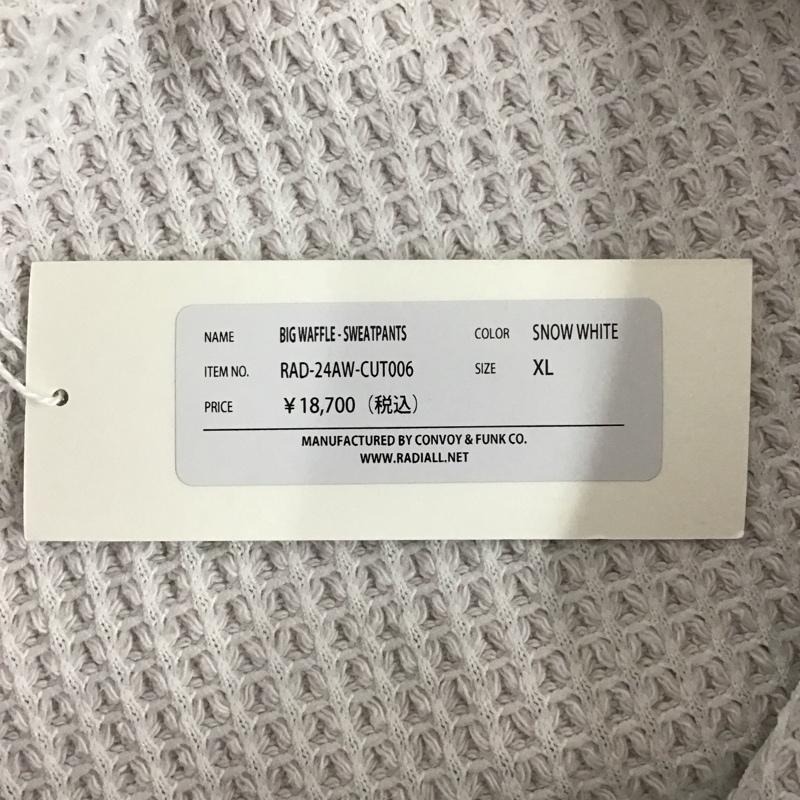 NAME BIG WAFFLE - SWEATPANTS COLOR SNOW WHITE
ITEM NO. RAD-24AW-CUT006 SIZE XL
PRICE ¥18,700（税込）
MANUFACTURED BY CONVOY & FUNK CO.
WWW.RADIALL.NET